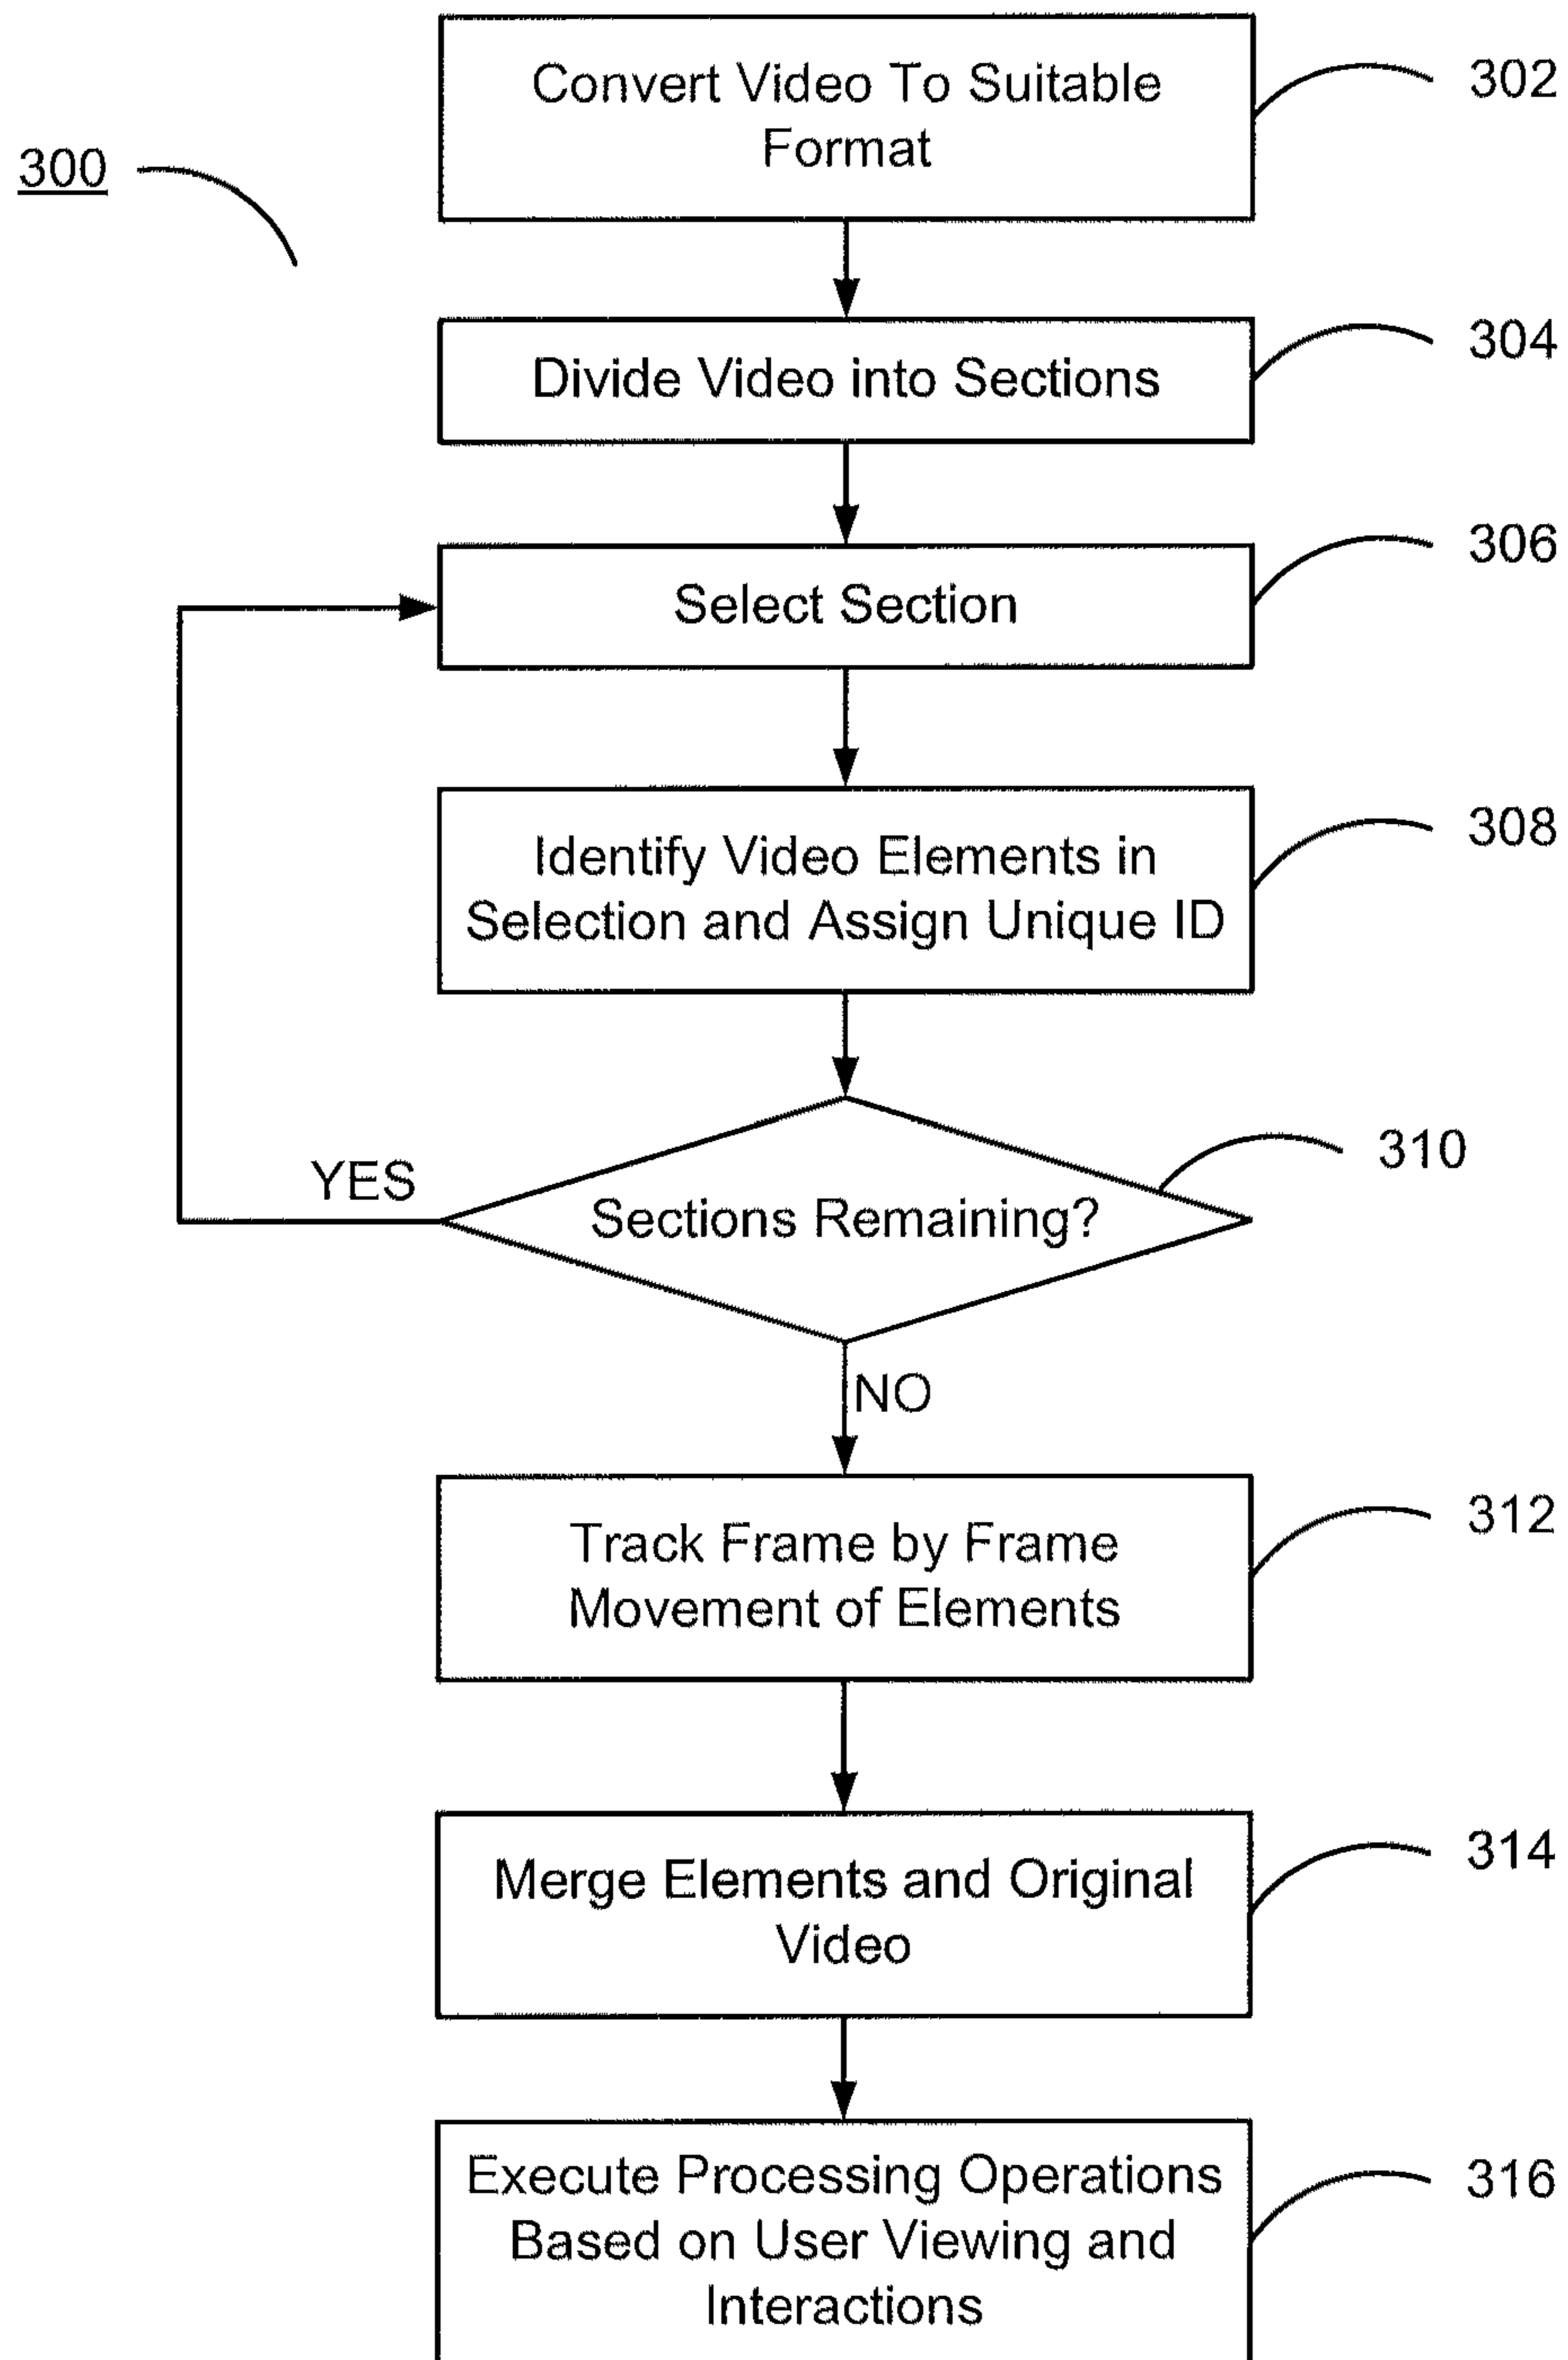 Convert Video To Suitable
Format
302
300
Divide Video into Sections
304
Select Section
306
Identify Video Elements in
Selection and Assign Unique ID
308
Sections Remaining?
310
YES
NO
Track Frame by Frame
Movement of Elements
312
Merge Elements and Original
Video
314
Execute Processing Operations
Based on User Viewing and
Interactions
316